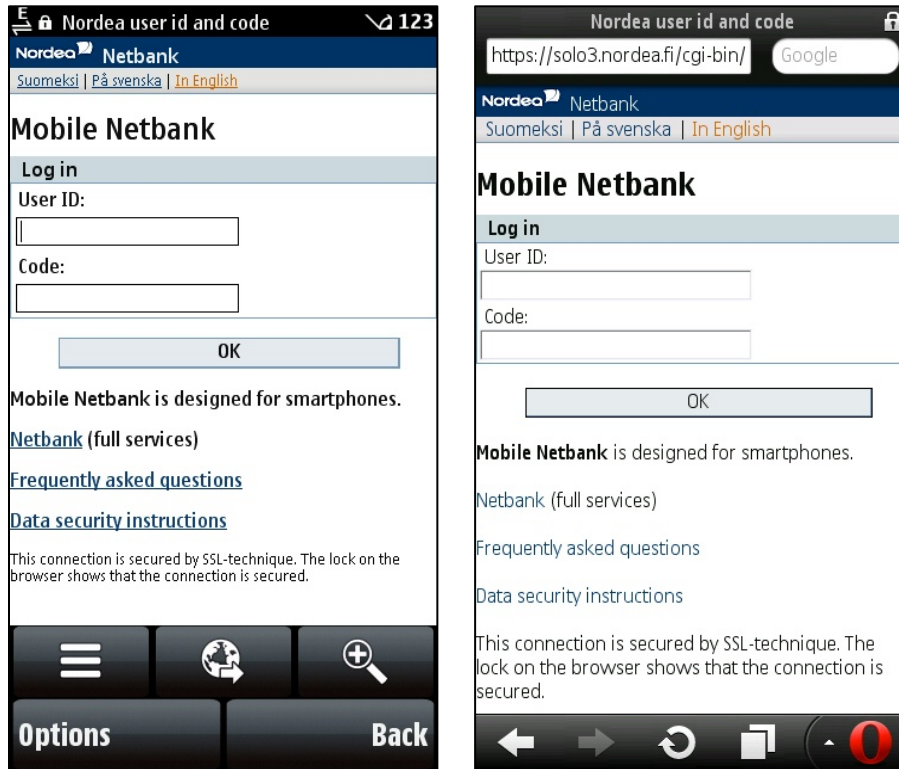 E Nordea user id and code 123
Nordea Netbank
Suomeksi | På svenska | In English
Mobile Netbank
Log in
User ID:
Code:
OK
Mobile Netbank is designed for smartphones.
Netbank (full services)
Frequently asked questions
Data security instructions
This connection is secured by SSL-technique. The lock on the
browser shows that the connection is secured.
Options Back
Nordea user id and code
https://solo3.nordea.fi/cgi-bin/ Google
Nordea Netbank
Suomeksi | På svenska | In English
Mobile Netbank
Log in
User ID:
Code:
OK
Mobile Netbank is designed for smartphones.
Netbank (full services)
Frequently asked questions
Data security instructions
This connection is secured by SSL-technique. The
lock on the browser shows that the connection is
secured.